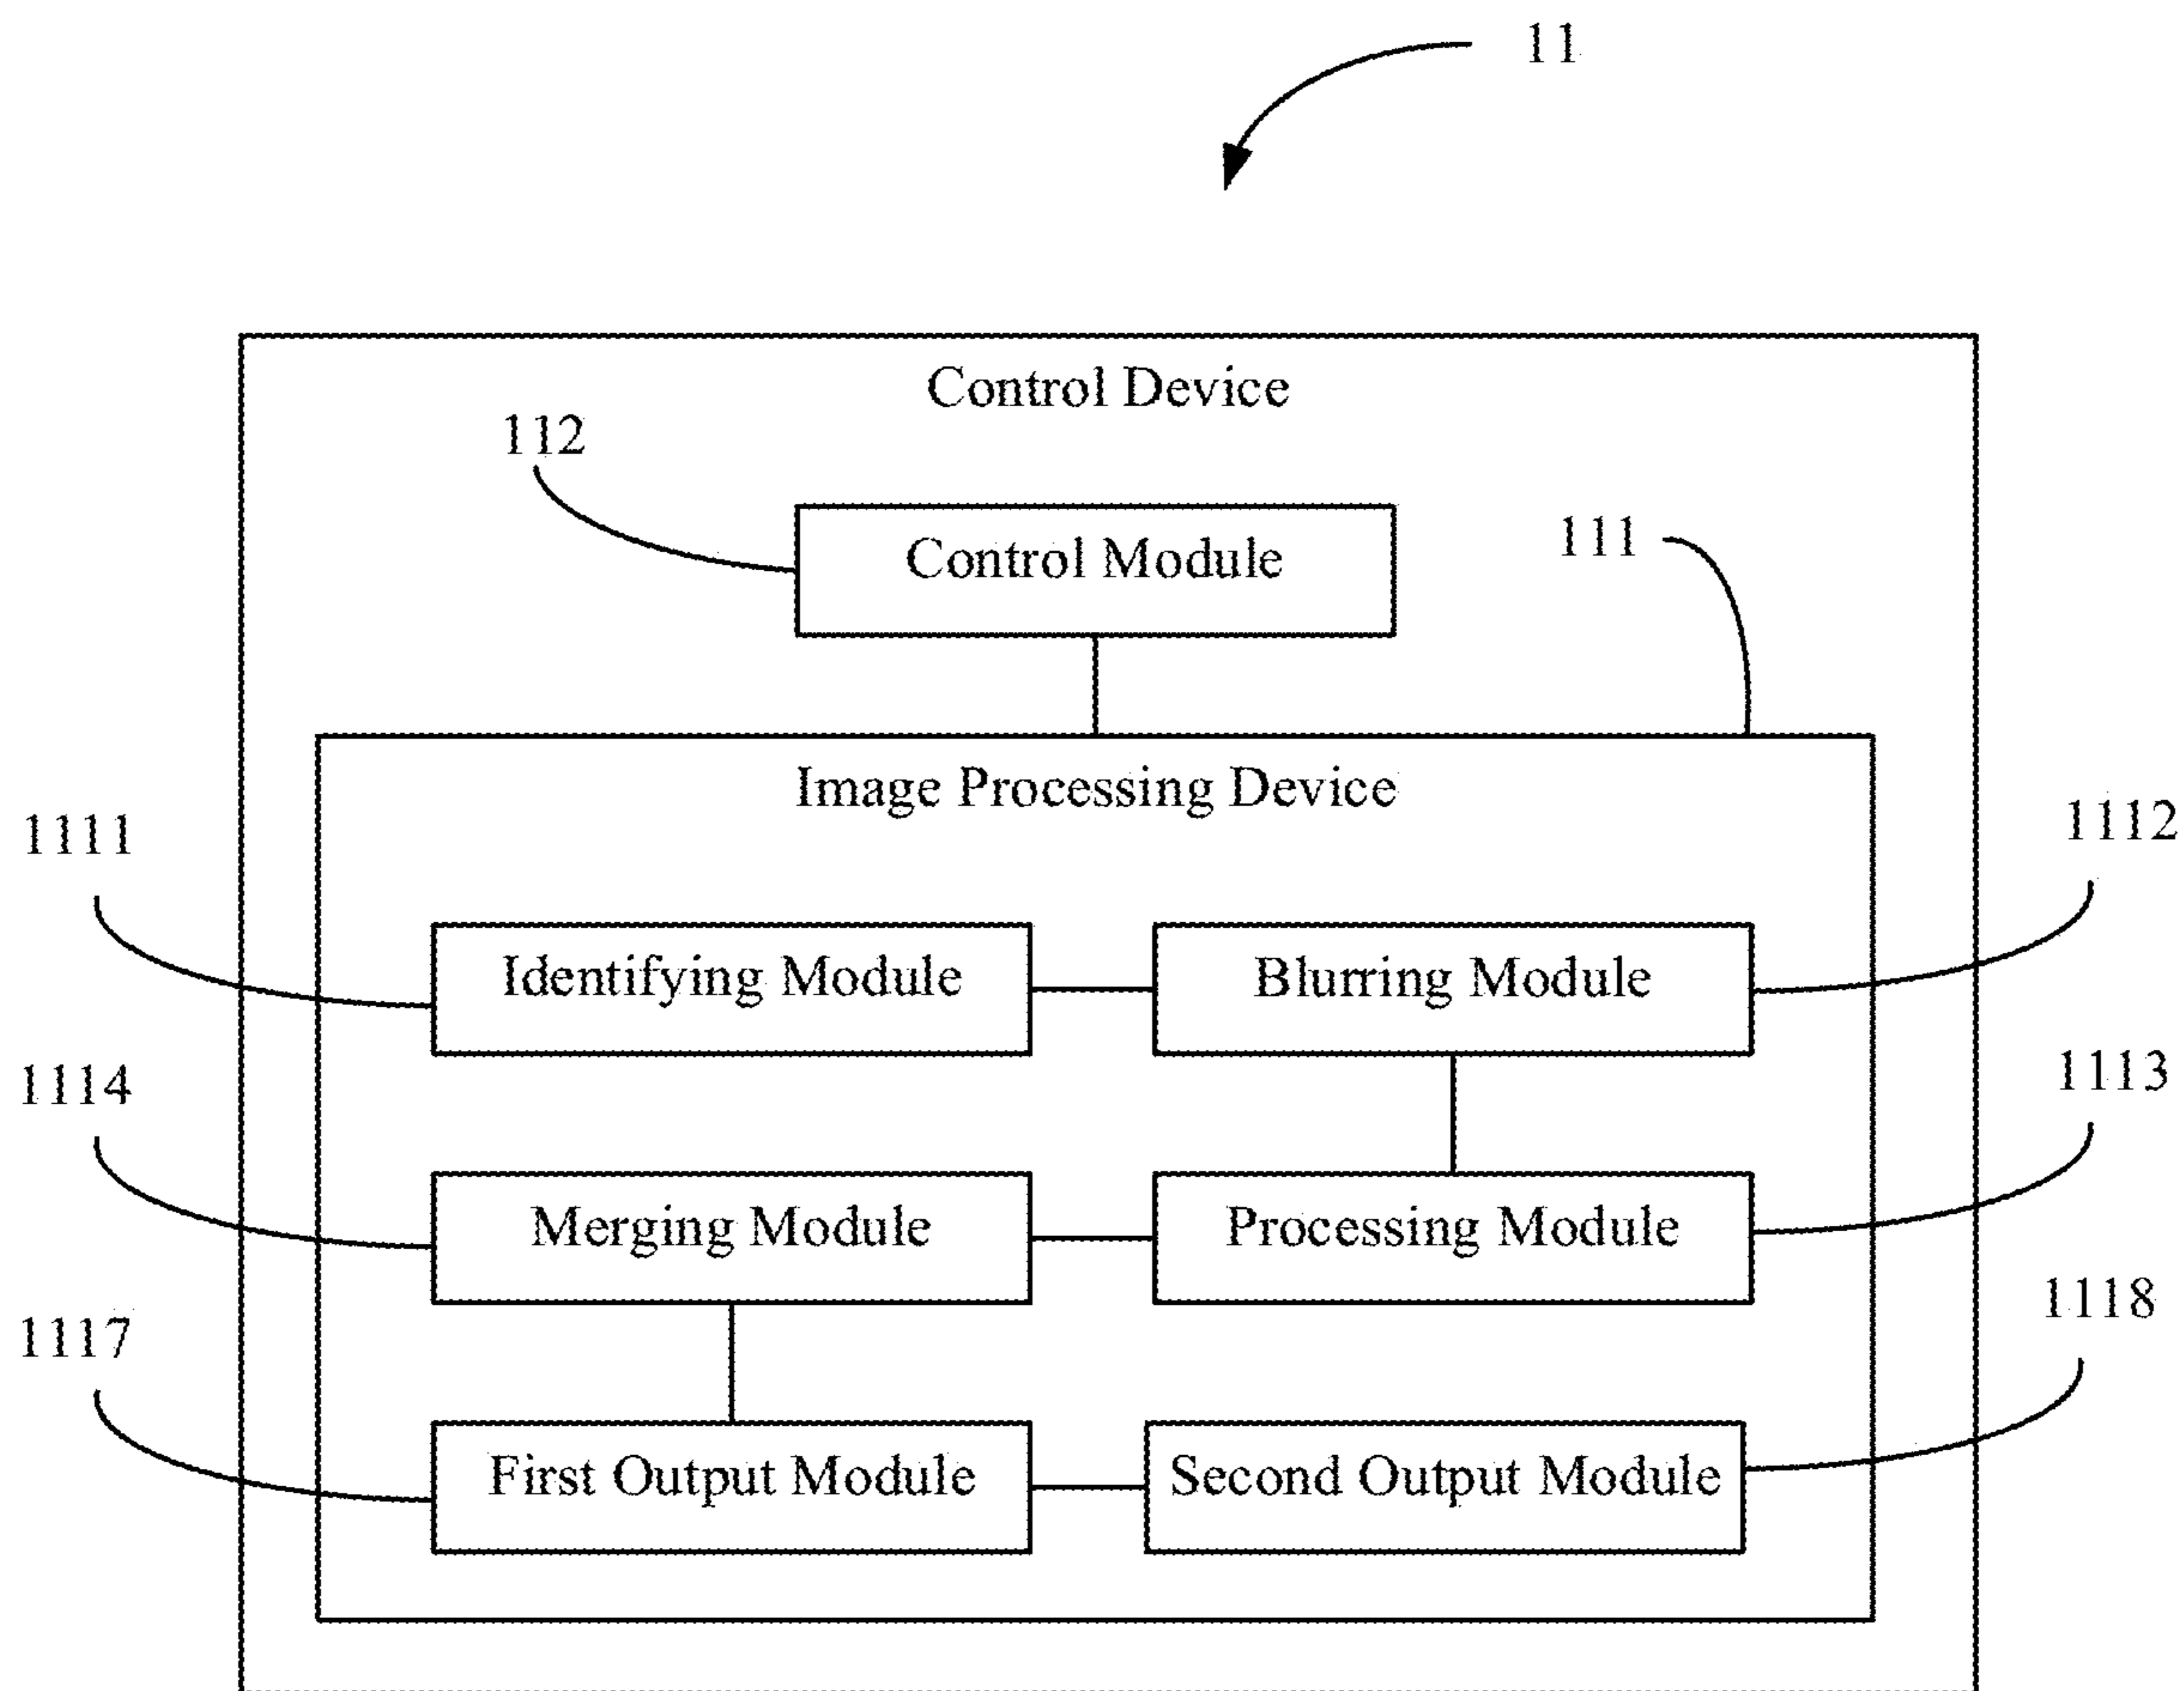 11
Control Device
112
Control Module
111
Image Processing Device
1111
1112
Identifying Module
Blurring Module
1114
1113
Merging Module
Processing Module
1117
1118
First Output Module
Second Output Module